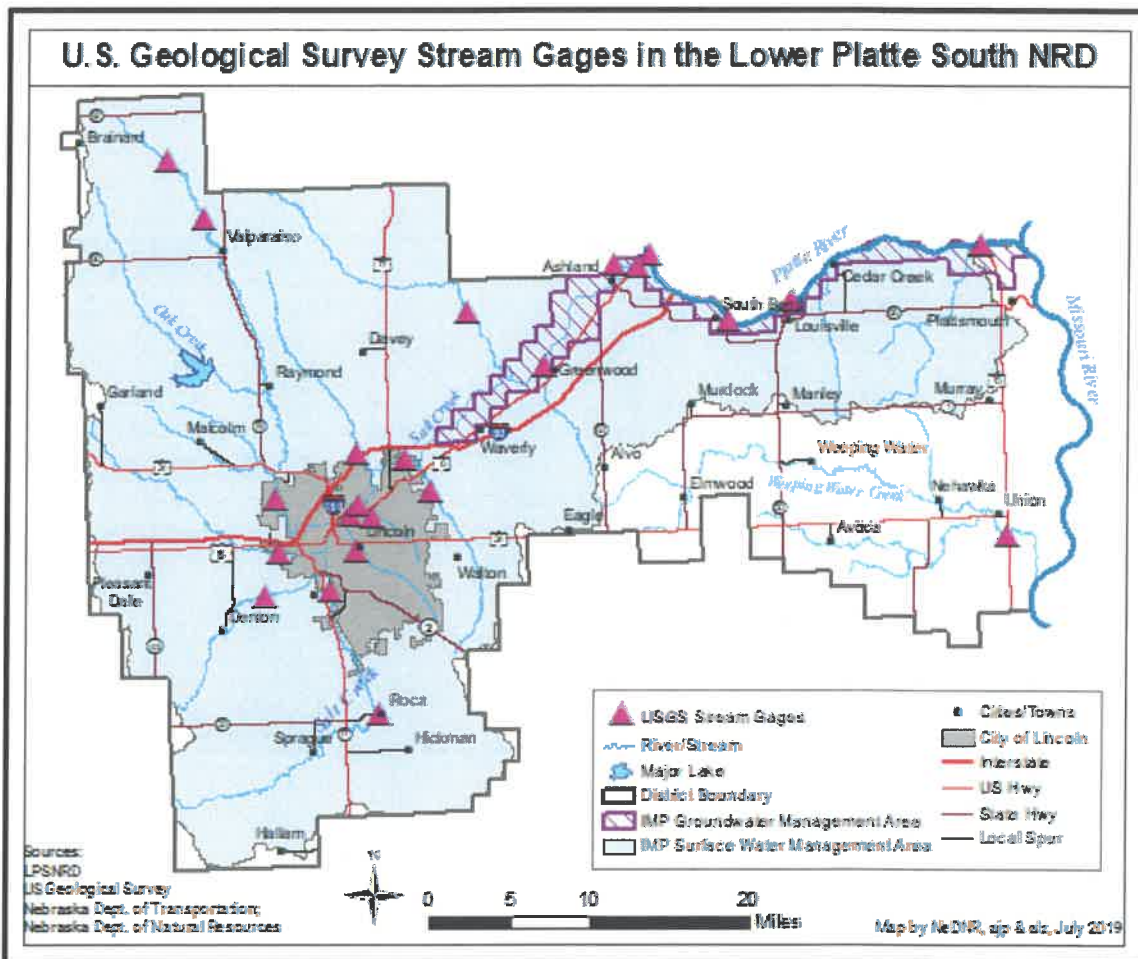 U.S. Geological Survey Stream Gages in the Lower Platte South NRD
Brainard
Valparaiso
Oak Creek
Ashland
Platte River
Cedar Creek
South Bend
Louisville
Plattsmouth
Missouri River
Davey
Raymond
Greenwood
Garland
Malcolm
Salt Creek
Waverly
Murdock
Manley
Murray
Alvo
Weeping Water
Weeping Water Creek
Elmwood
Nehawka
Union
Lincoln
Eagle
Avoca
Walton
Pleasant
Dale
Denton
2
Salt Creek
Roca
Sprague
Hickman
Hallam
USGS Stream Gages
River/Stream
Major Lake
District Boundary
IMP Groundwater Management Area
IMP Surface Water Management Area
Cities/Towns
City of Lincoln
Interstate
US Hwy
State Hwy
Local Spur
Sources:
LPSNRD
US Geological Survey
Nebraska Dept. of Transportation;
Nebraska Dept. of Natural Resources
0 5 10 20
Miles
Map by NeDNR, ajp & alz, July 2019